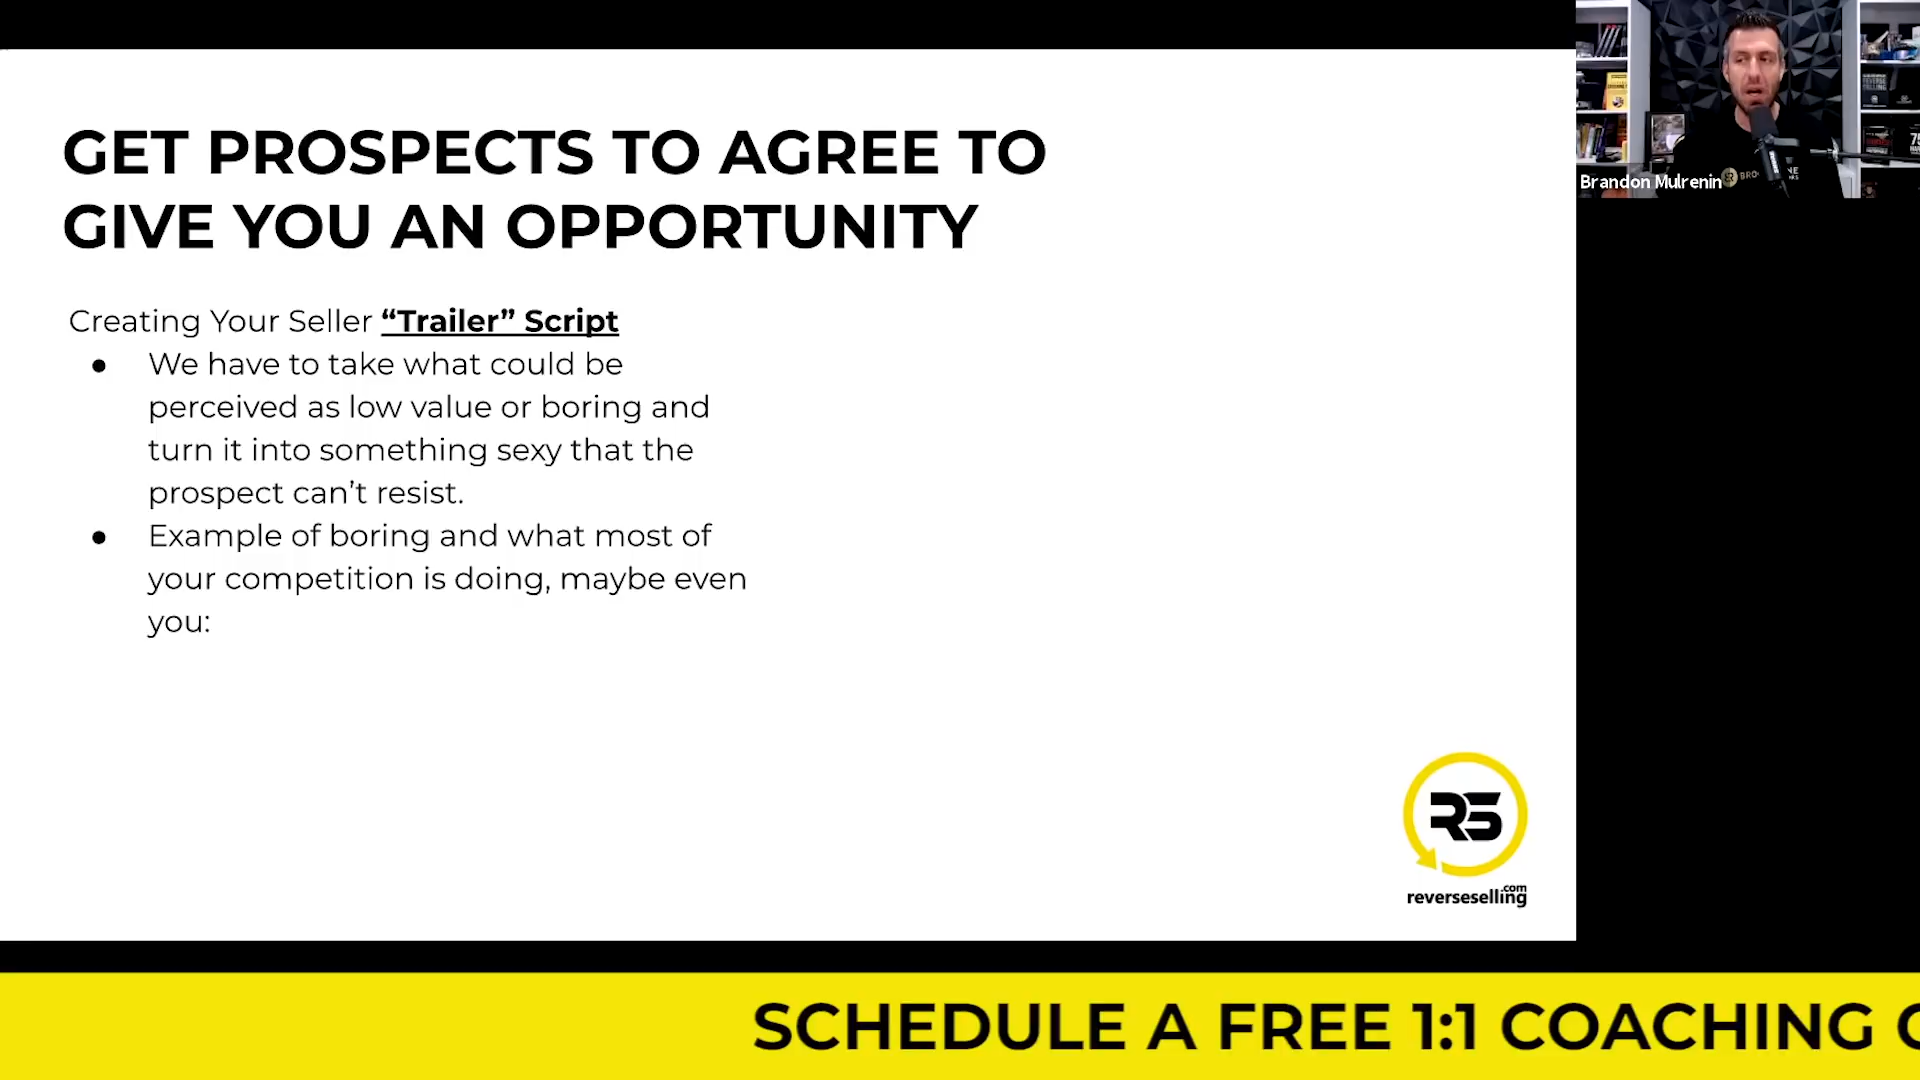 GET PROSPECTS TO AGREE TO
GIVE YOU AN OPPORTUNITY
Creating Your Seller “Trailer” Script
● We have to take what could be
perceived as low value or boring and
turn it into something sexy that the
prospect can’t resist.
● Example of boring and what most of
your competition is doing, maybe even
you:
Brandon Mulrenin
RS
.com
reverseselling
SCHEDULE A FREE 1:1 COACHING